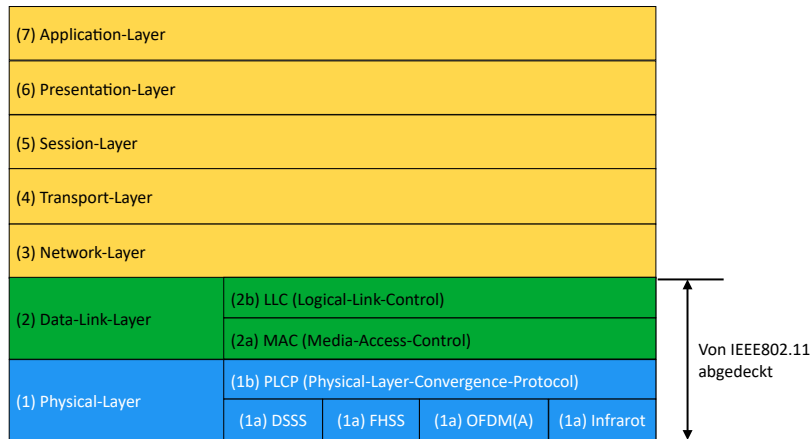 (7) Application-Layer
(6) Presentation-Layer
(5) Session-Layer
(4) Transport-Layer
(3) Network-Layer
(2) Data-Link-Layer
(2b) LLC (Logical-Link-Control)
(2a) MAC (Media-Access-Control)
Von IEEE802.11
abgedeckt
(1) Physical-Layer
(1b) PLCP (Physical-Layer-Convergence-Protocol)
(1a) DSSS (1a) FHSS (1a) OFDM(A) (1a) Infrarot